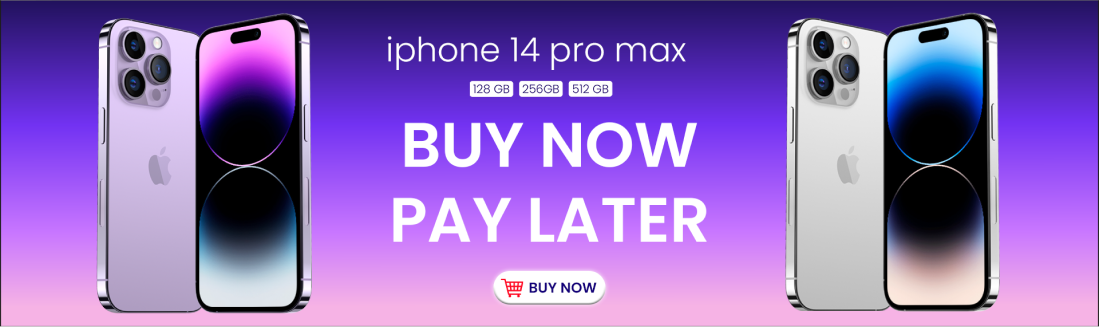 iphone 14 pro max
128 GB 256GB 512 GB
BUY NOW
PAY LATER
BUY NOW